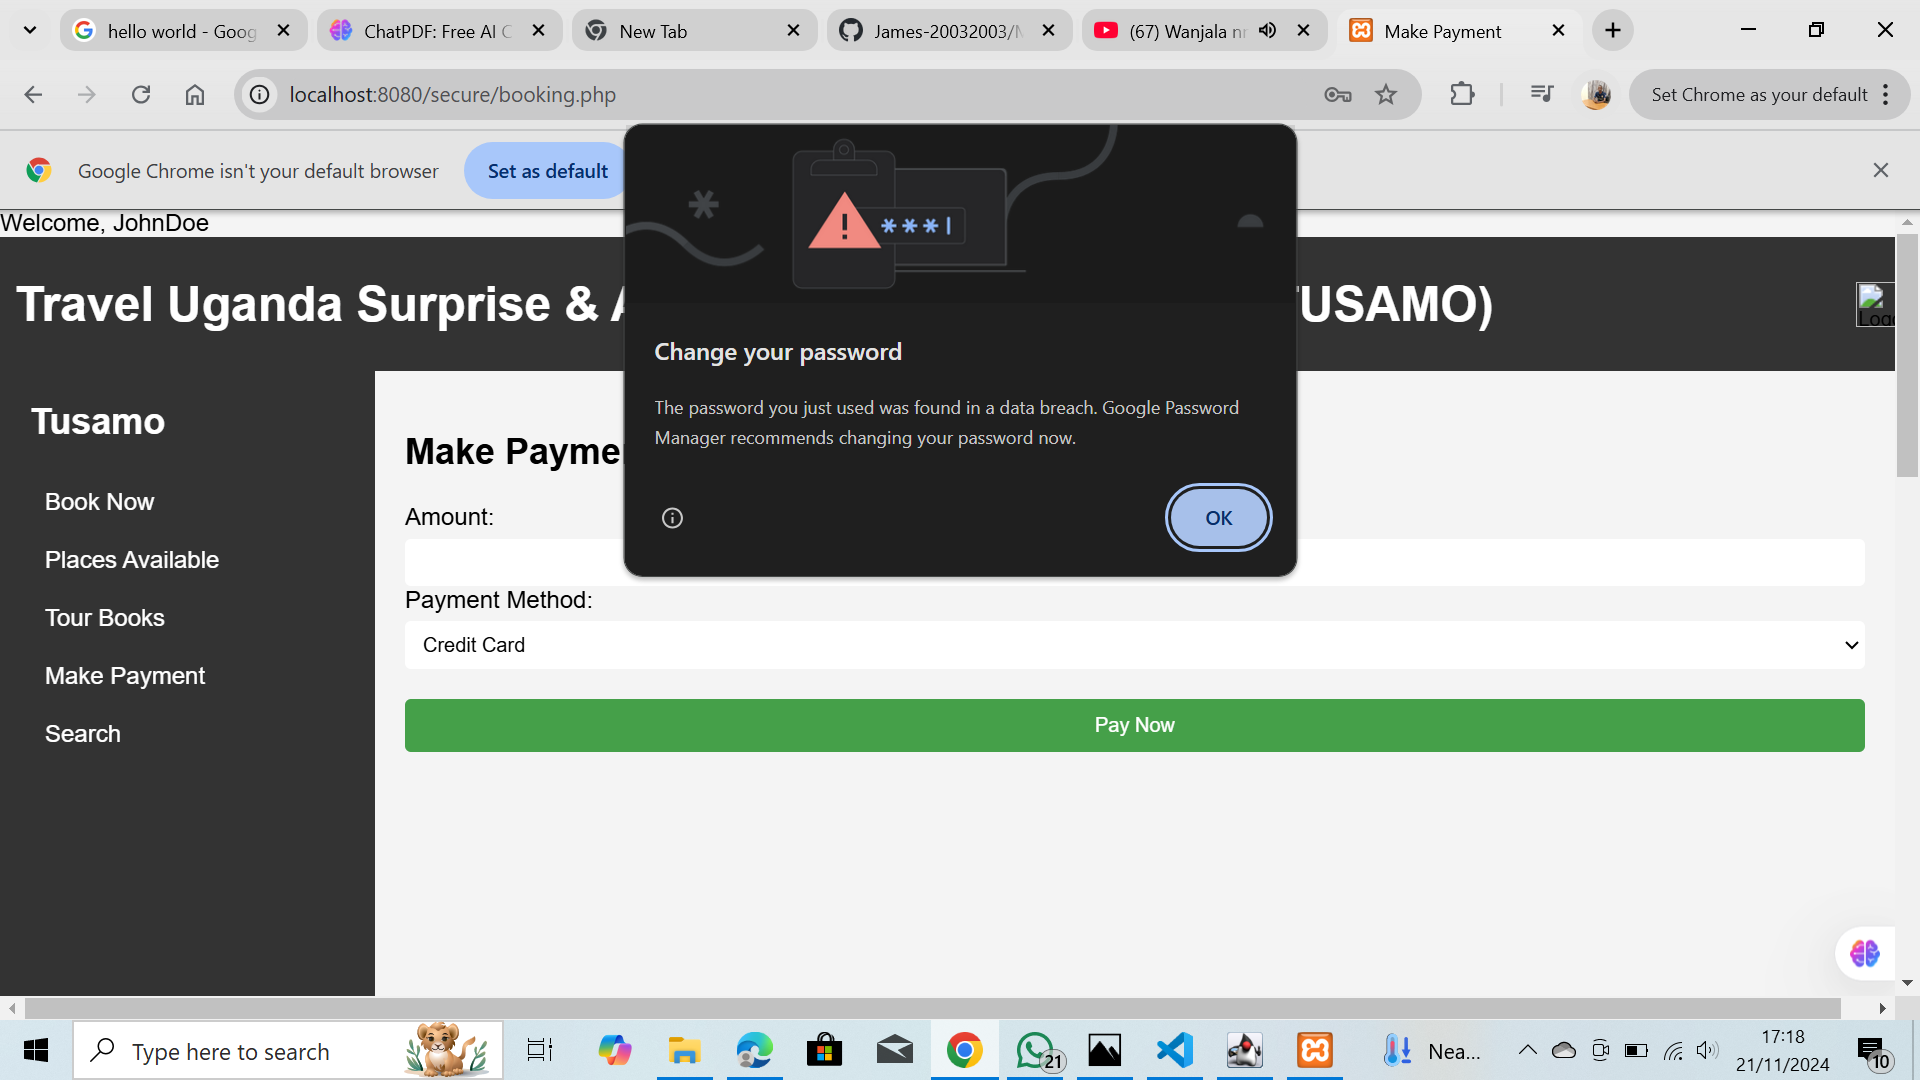 hello world - Goog
ChatPDF: Free AI C
New Tab
James-20032003/M
(67) Wanjala nr
Make Payment
localhost:8080/secure/booking.php
Set Chrome as your default
Google Chrome isn't your default browser
Set as default
Welcome, JohnDoe
Travel Uganda Surprise & A
USAMO)
Logo
***
Change your password
The password you just used was found in a data breach. Google Password
Manager recommends changing your password now.
OK
Tusamo
Book Now
Places Available
Tour Books
Make Payment
Search
Make Payme
Amount:
Payment Method:
Credit Card
Pay Now
Type here to search
21
Nea...
17:18
21/11/2024
10